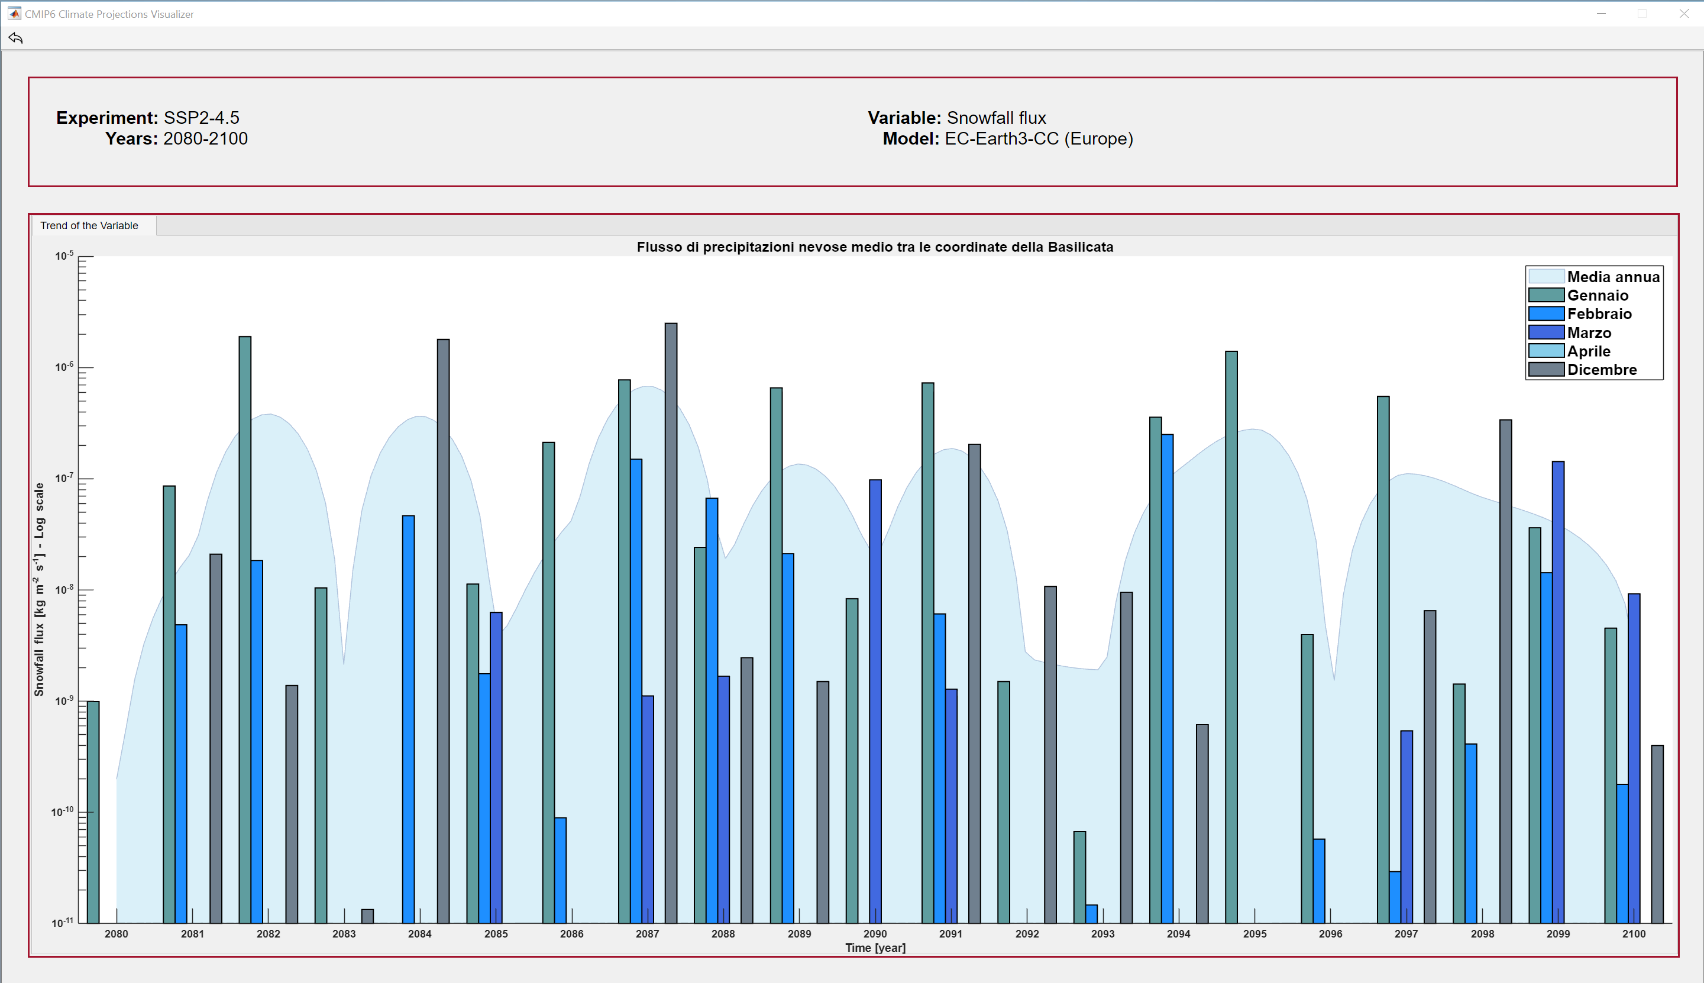 CMIP6 Climate Projections Visualizer
Experiment: SSP2-4.5
Years: 2080-2100
Variable: Snowfall flux
Model: EC-Earth3-CC (Europe)
Trend of the Variable
Flusso di precipitazioni nevose medio tra le coordinate della Basilicata
Media annua
Gennaio
Febbraio
Marzo
Aprile
Dicembre
Snowfall flux [kg m⁻² s⁻¹] - Log scale
10⁻⁵
10⁻⁶
10⁻⁷
10⁻⁸
10⁻⁹
10⁻¹⁰
10⁻¹¹
2080 2081 2082 2083 2084 2085 2086 2087 2088 2089 2090 2091 2092 2093 2094 2095 2096 2097 2098 2099 2100
Time [year]